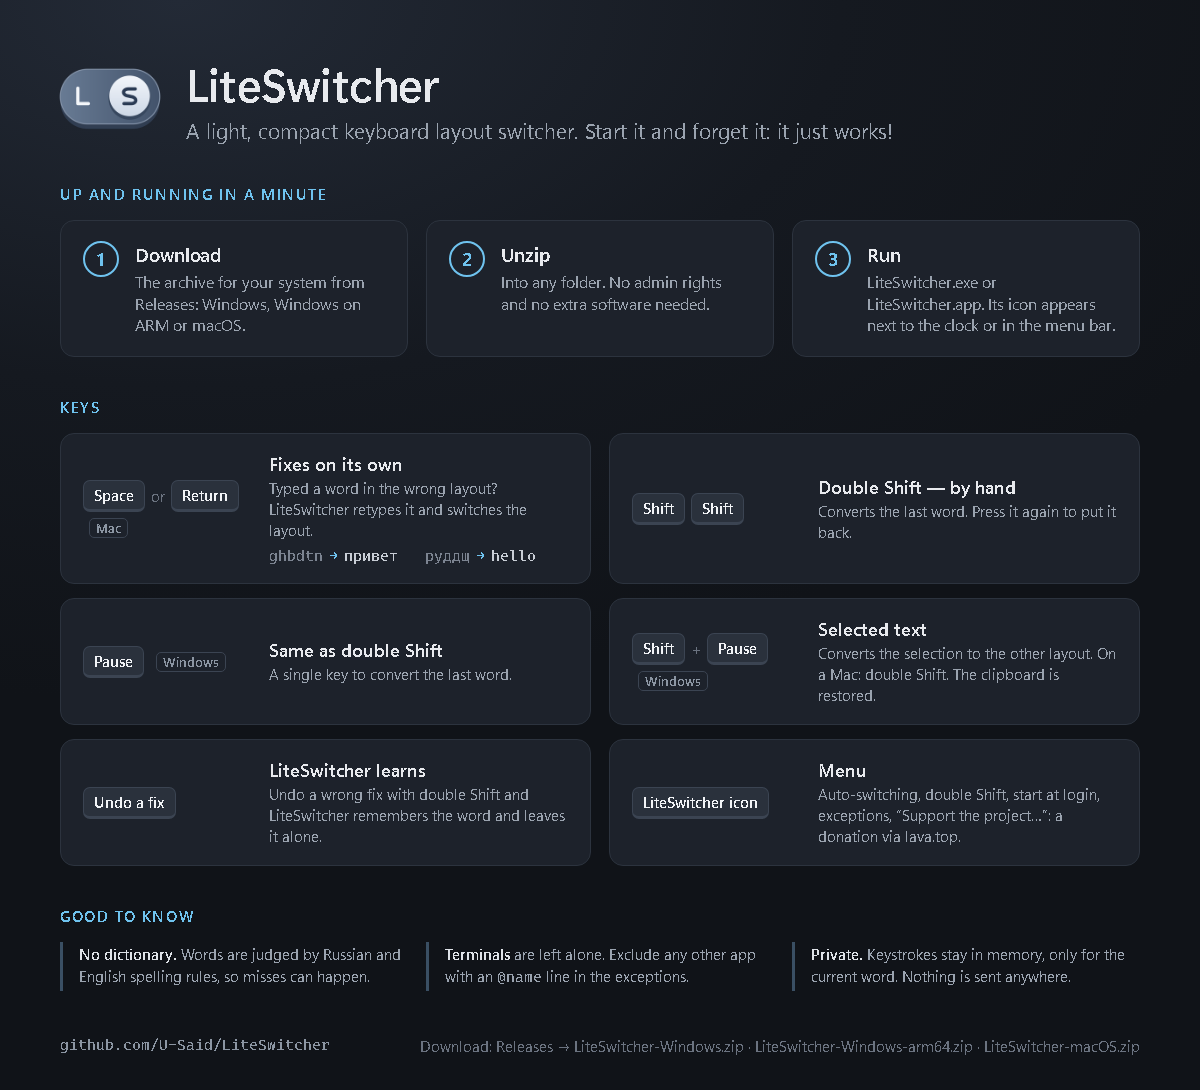 L S
LiteSwitcher
A light, compact keyboard layout switcher. Start it and forget it: it just works!
UP AND RUNNING IN A MINUTE
1
Download
The archive for your system from
Releases: Windows, Windows on
ARM or macOS.
2
Unzip
Into any folder. No admin rights
and no extra software needed.
3
Run
LiteSwitcher.exe or
LiteSwitcher.app. Its icon appears
next to the clock or in the menu bar.
KEYS
Space or Return
Mac
Fixes on its own
Typed a word in the wrong layout?
LiteSwitcher retypes it and switches the
layout.
ghbdtn → привет руддщ → hello
Shift Shift
Double Shift — by hand
Converts the last word. Press it again to put it
back.
Pause Windows
Same as double Shift
A single key to convert the last word.
Shift + Pause
Windows
Selected text
Converts the selection to the other layout. On
a Mac: double Shift. The clipboard is
restored.
Undo a fix
LiteSwitcher learns
Undo a wrong fix with double Shift and
LiteSwitcher remembers the word and leaves
it alone.
LiteSwitcher icon
Menu
Auto-switching, double Shift, start at login,
exceptions, “Support the project…”: a
donation via lava.top.
GOOD TO KNOW
No dictionary. Words are judged by Russian and
English spelling rules, so misses can happen.
Terminals are left alone. Exclude any other app
with an @name line in the exceptions.
Private. Keystrokes stay in memory, only for the
current word. Nothing is sent anywhere.
github.com/U-Said/LiteSwitcher
Download: Releases → LiteSwitcher-Windows.zip · LiteSwitcher-Windows-arm64.zip · LiteSwitcher-macOS.zip